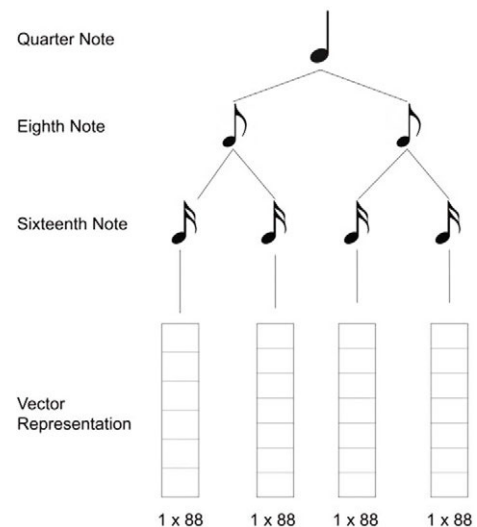 Quarter Note
Eighth Note
Sixteenth Note
Vector
Representation
1 x 88 1 x 88 1 x 88 1 x 88